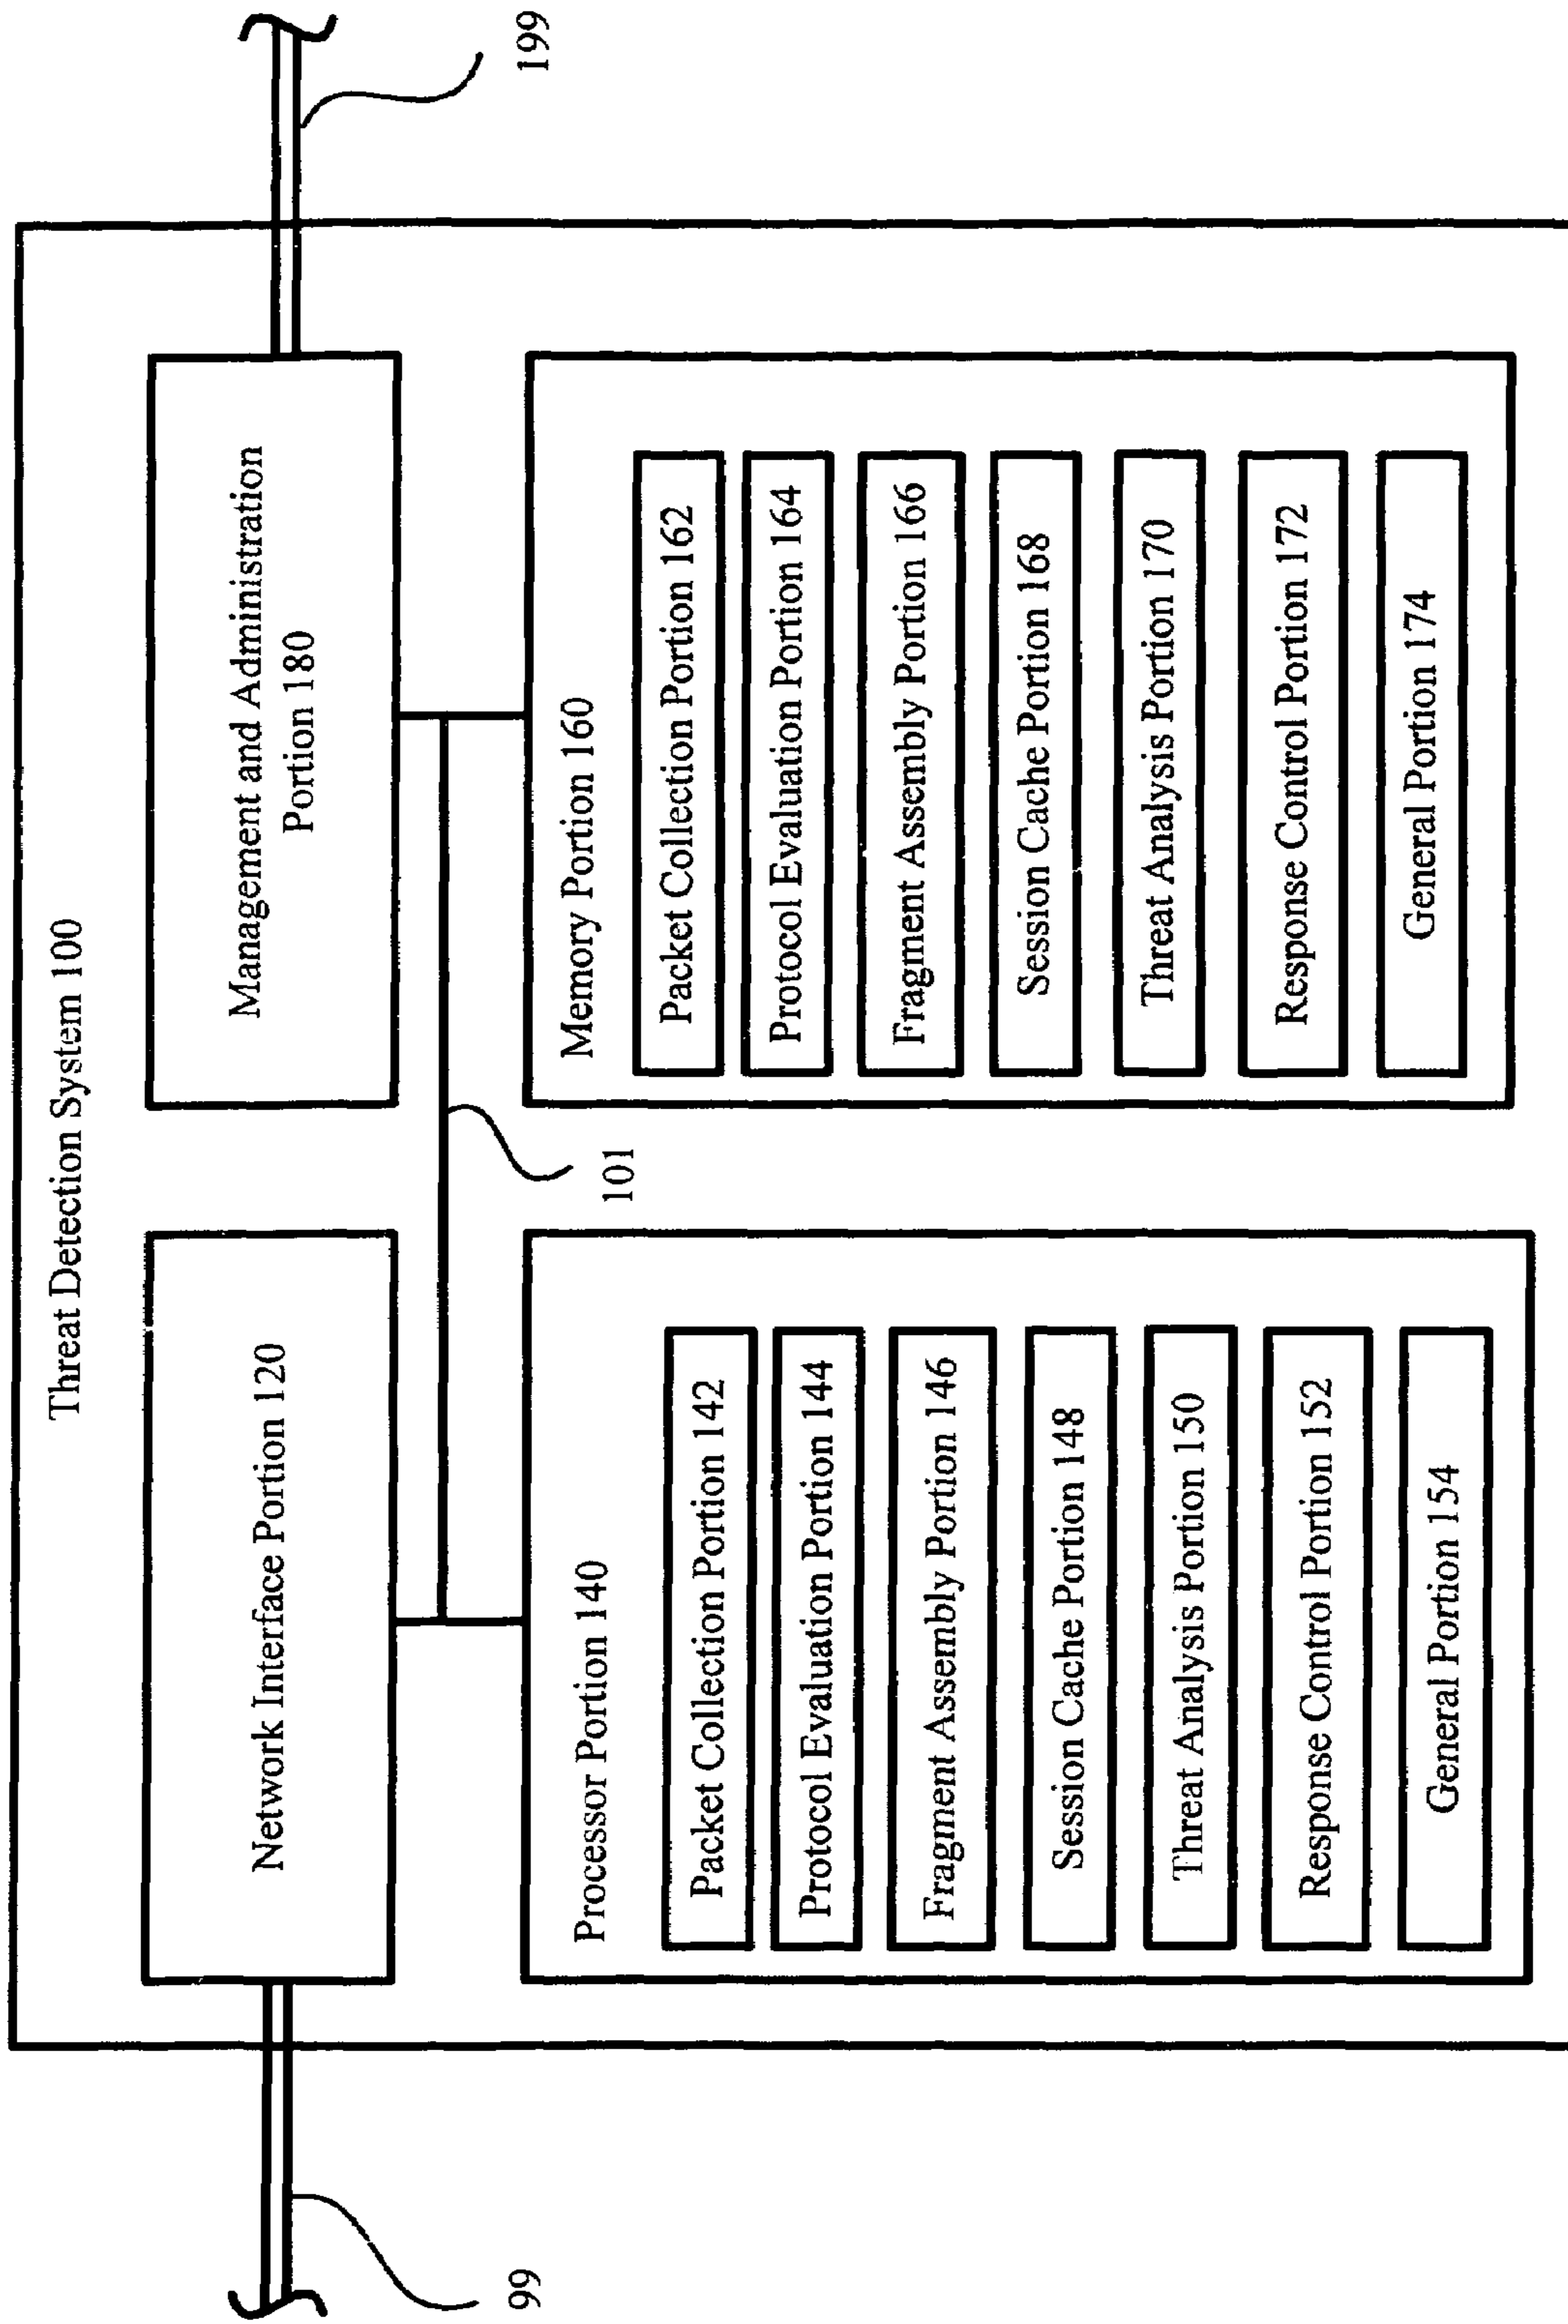 Threat Detection System 100
99
Network Interface Portion 120
Management and Administration
Portion 180
199
101
Processor Portion 140
Packet Collection Portion 142
Protocol Evaluation Portion 144
Fragment Assembly Portion 146
Session Cache Portion 148
Threat Analysis Portion 150
Response Control Portion 152
General Portion 154
Memory Portion 160
Packet Collection Portion 162
Protocol Evaluation Portion 164
Fragment Assembly Portion 166
Session Cache Portion 168
Threat Analysis Portion 170
Response Control Portion 172
General Portion 174